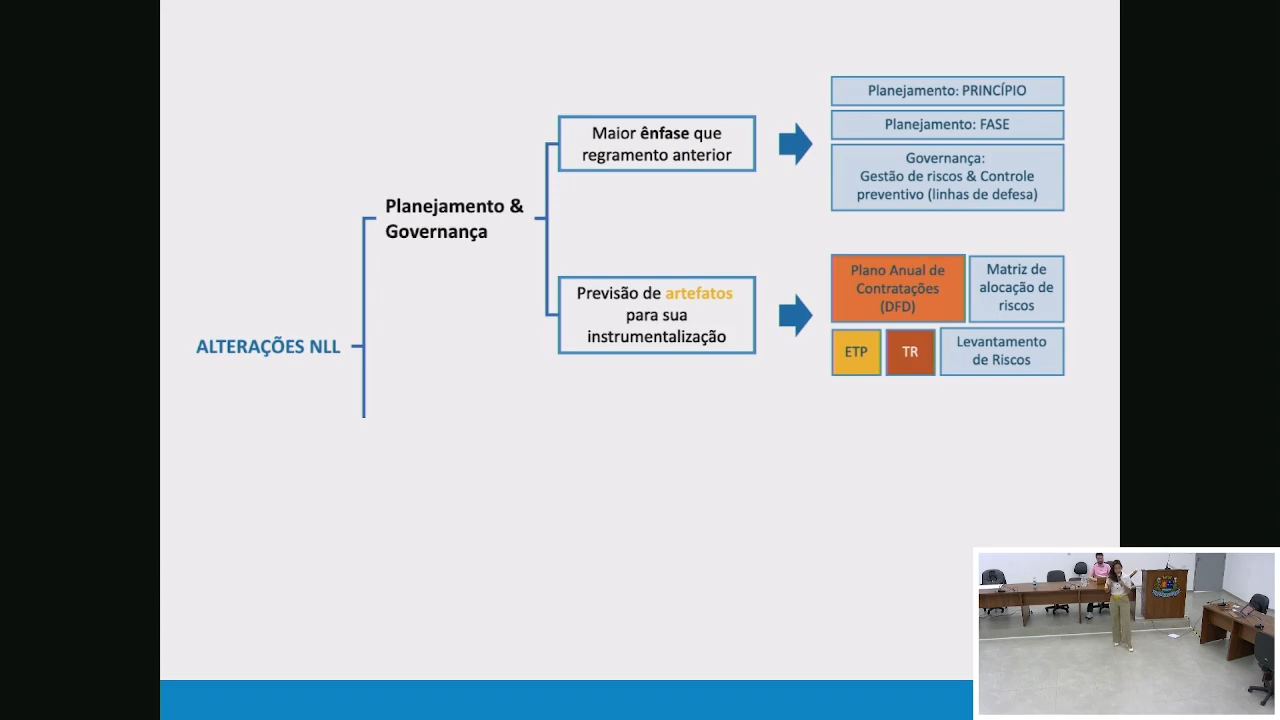 ALTERAÇÕES NLL
Planejamento &
Governança
Maior ênfase que
regramento anterior
Planejamento: PRINCÍPIO
Planejamento: FASE
Governança:
Gestão de riscos & Controle
preventivo (linhas de defesa)
Previsão de artefatos
para sua
instrumentalização
Plano Anual de
Contratações
(DFD)
Matriz de
alocação de
riscos
ETP
TR
Levantamento
de Riscos